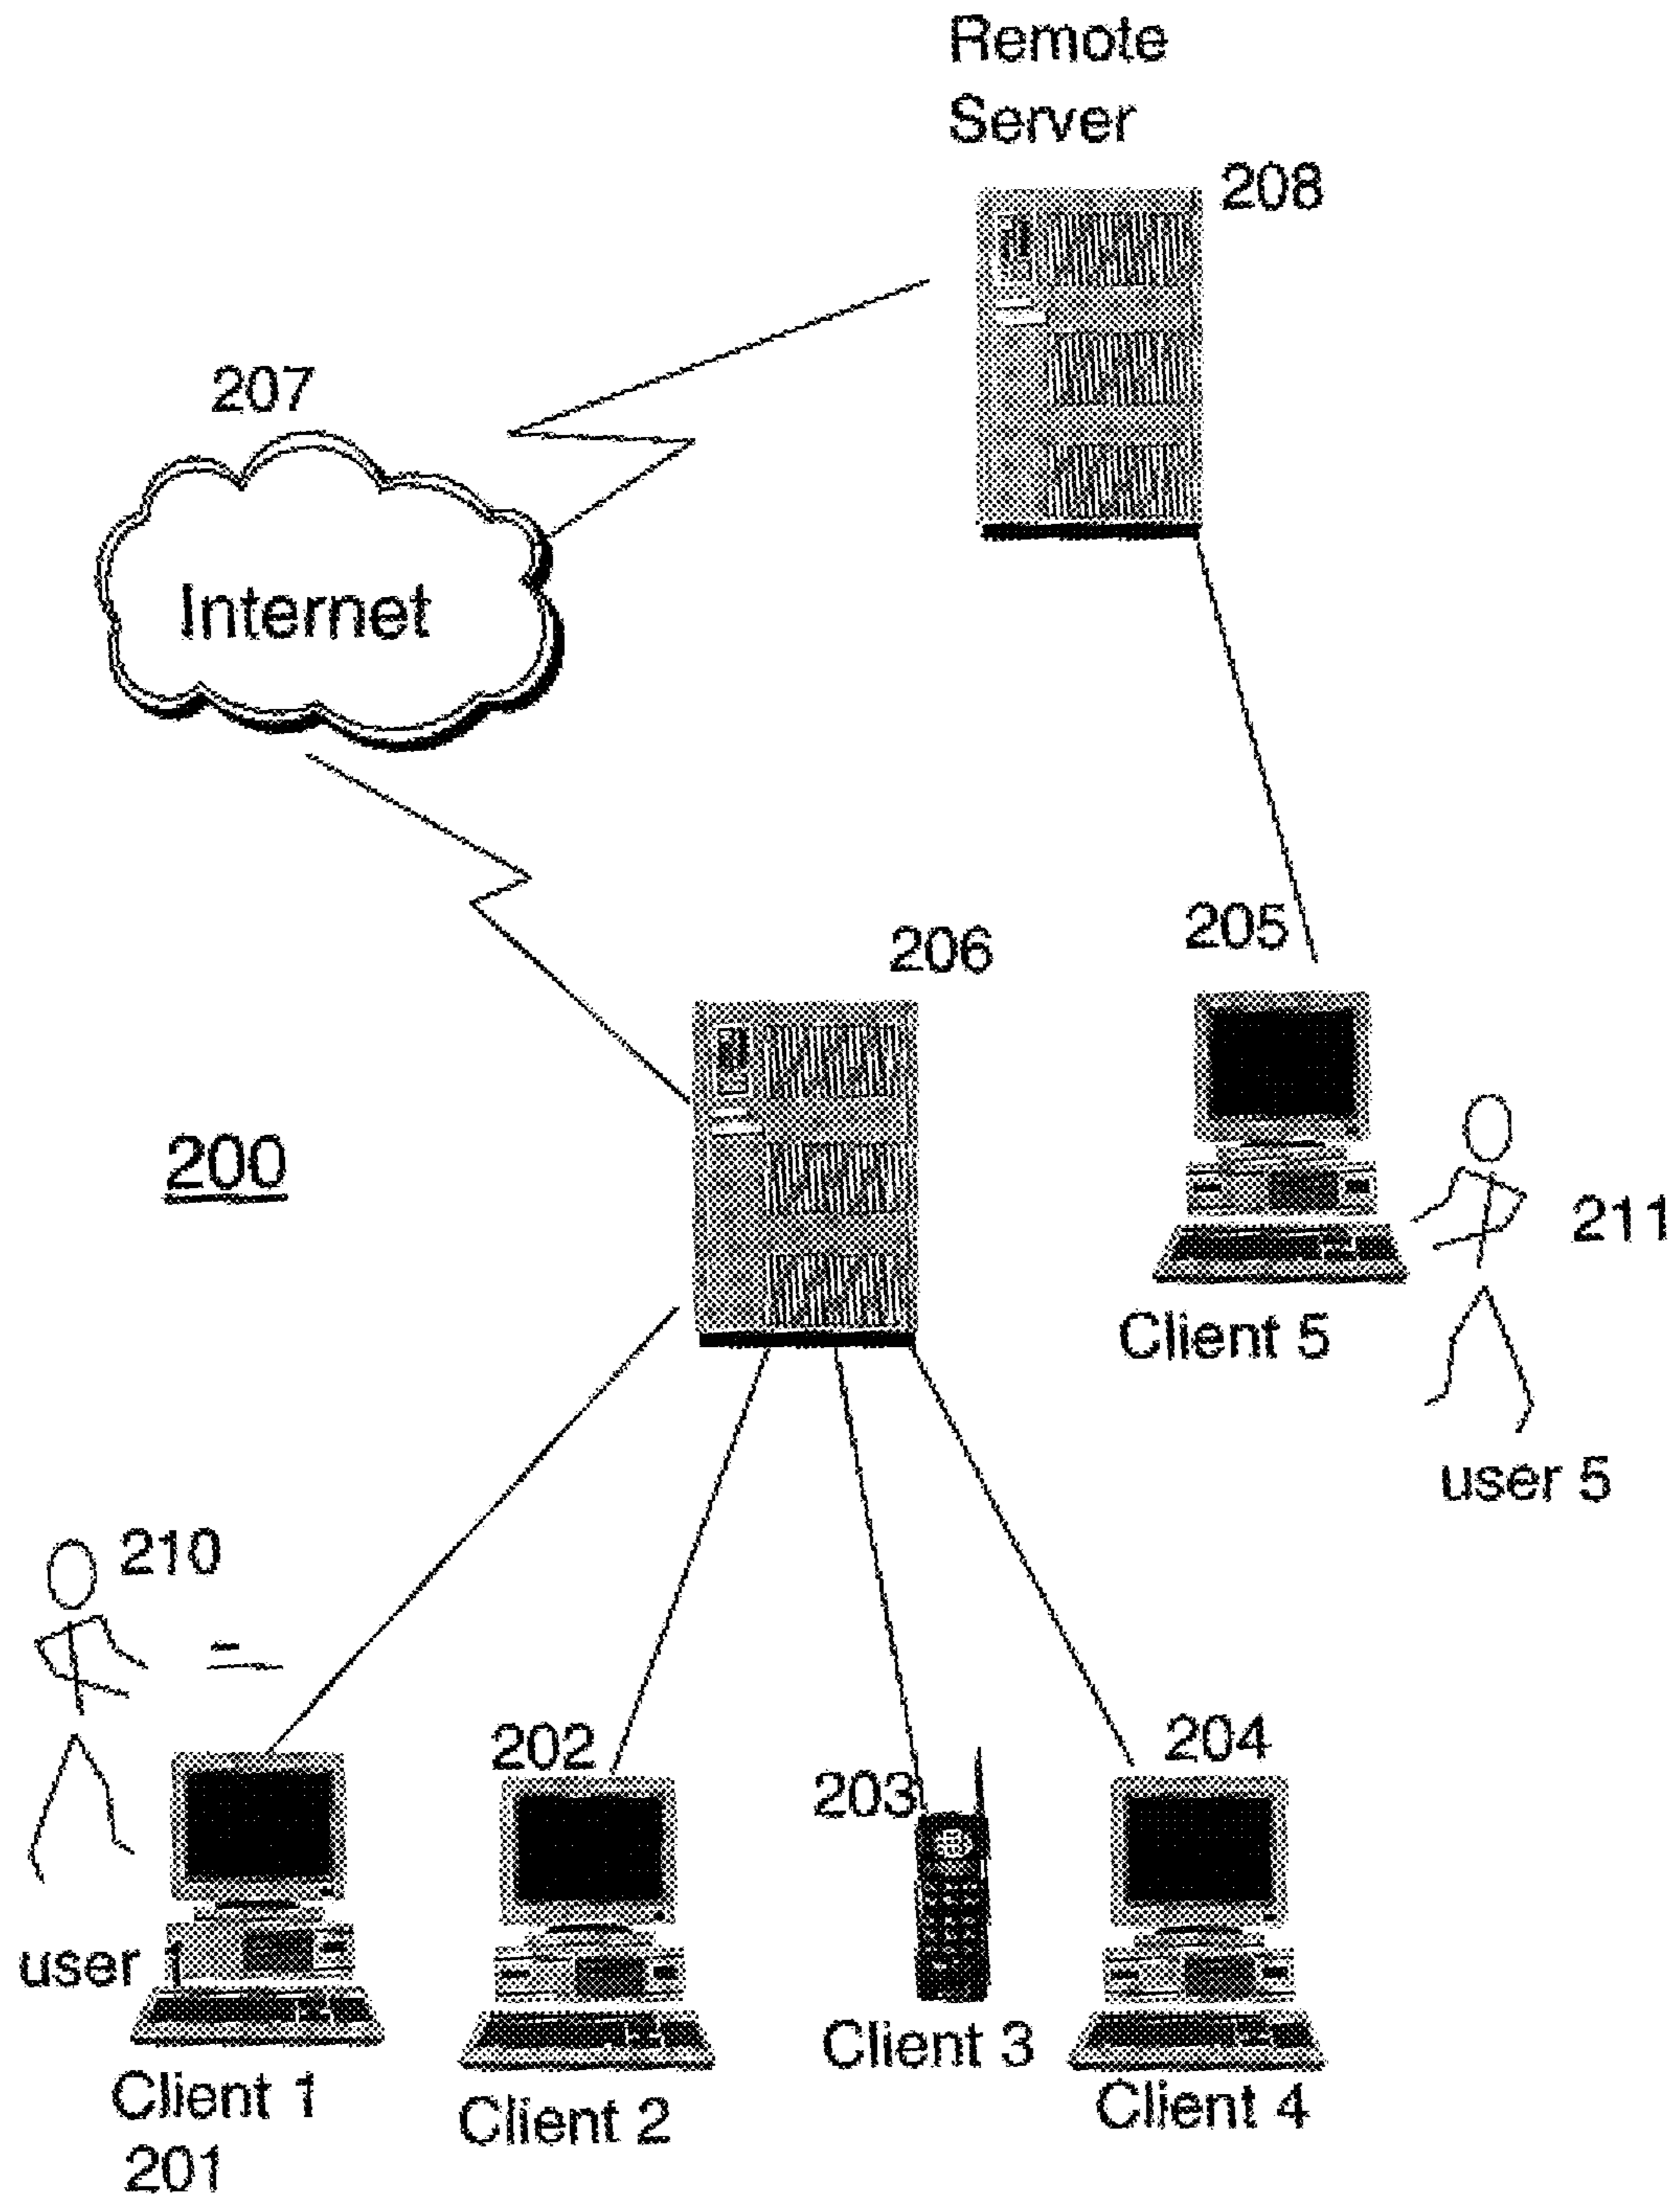 Remote
Server
208
207
Internet
206
205
200
211
Client 5
user 5
210
202
203
204
user 1
Client 1
201
Client 2
Client 3
Client 4